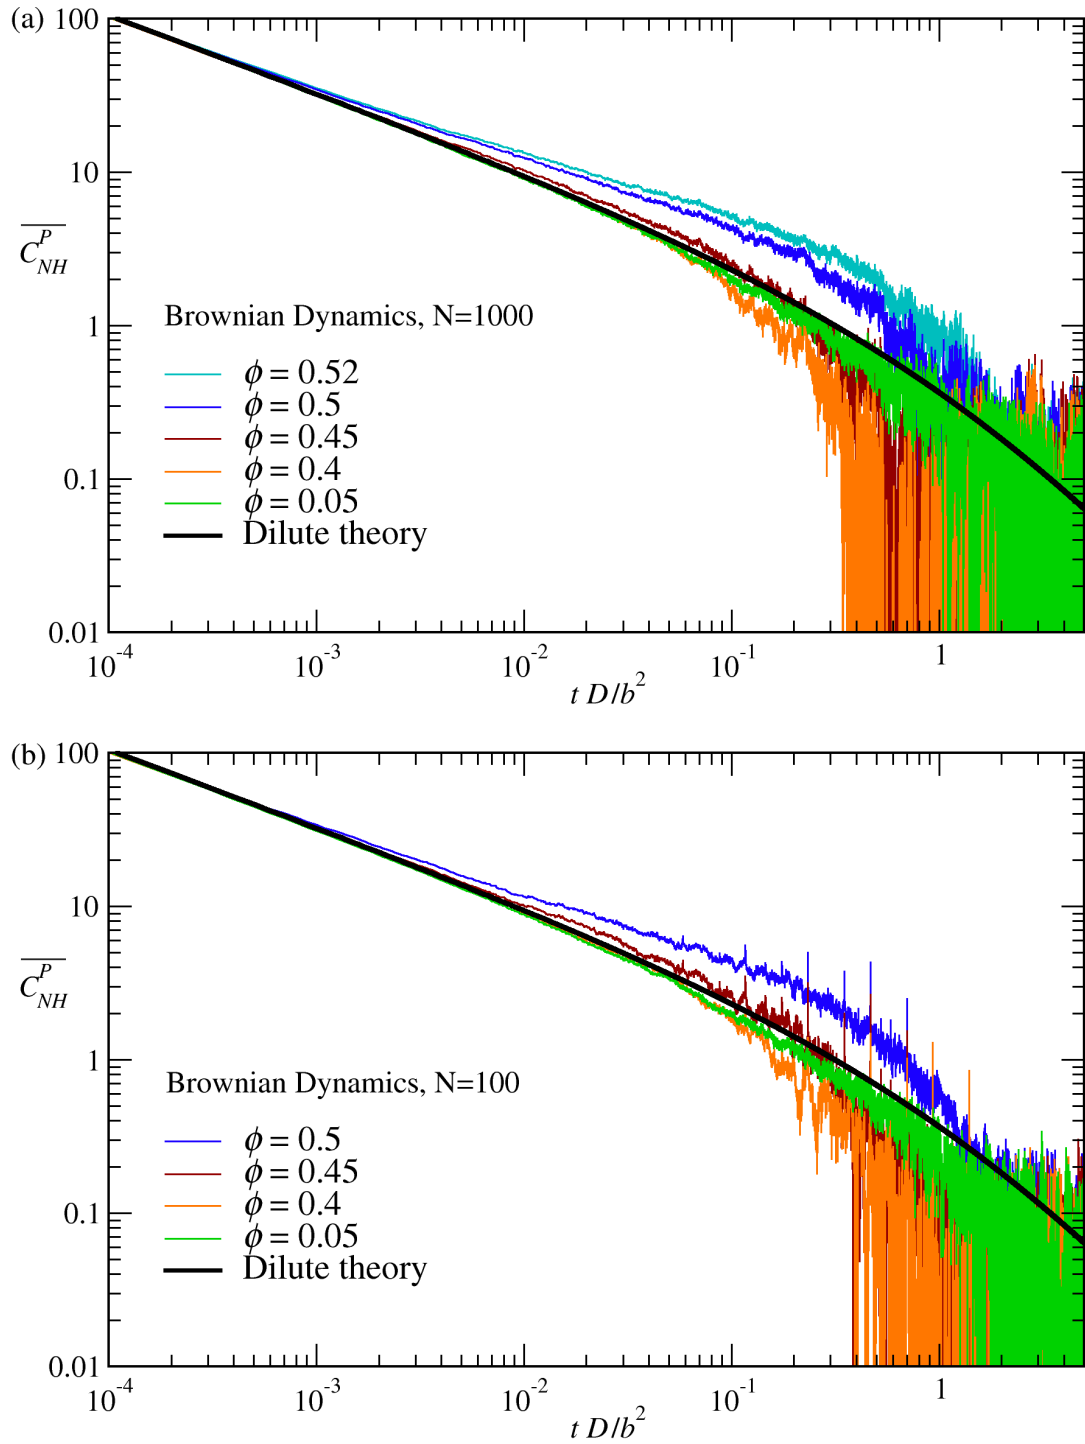 (a)
100
10
1
0.1
0.01
C^P_NH
Brownian Dynamics, N=1000
ϕ = 0.52
ϕ = 0.5
ϕ = 0.45
ϕ = 0.4
ϕ = 0.05
Dilute theory
10^-4 10^-3 10^-2 10^-1 1
t D/b^2
(b)
100
10
1
0.1
0.01
C^P_NH
Brownian Dynamics, N=100
ϕ = 0.5
ϕ = 0.45
ϕ = 0.4
ϕ = 0.05
Dilute theory
10^-4 10^-3 10^-2 10^-1 1
t D/b^2